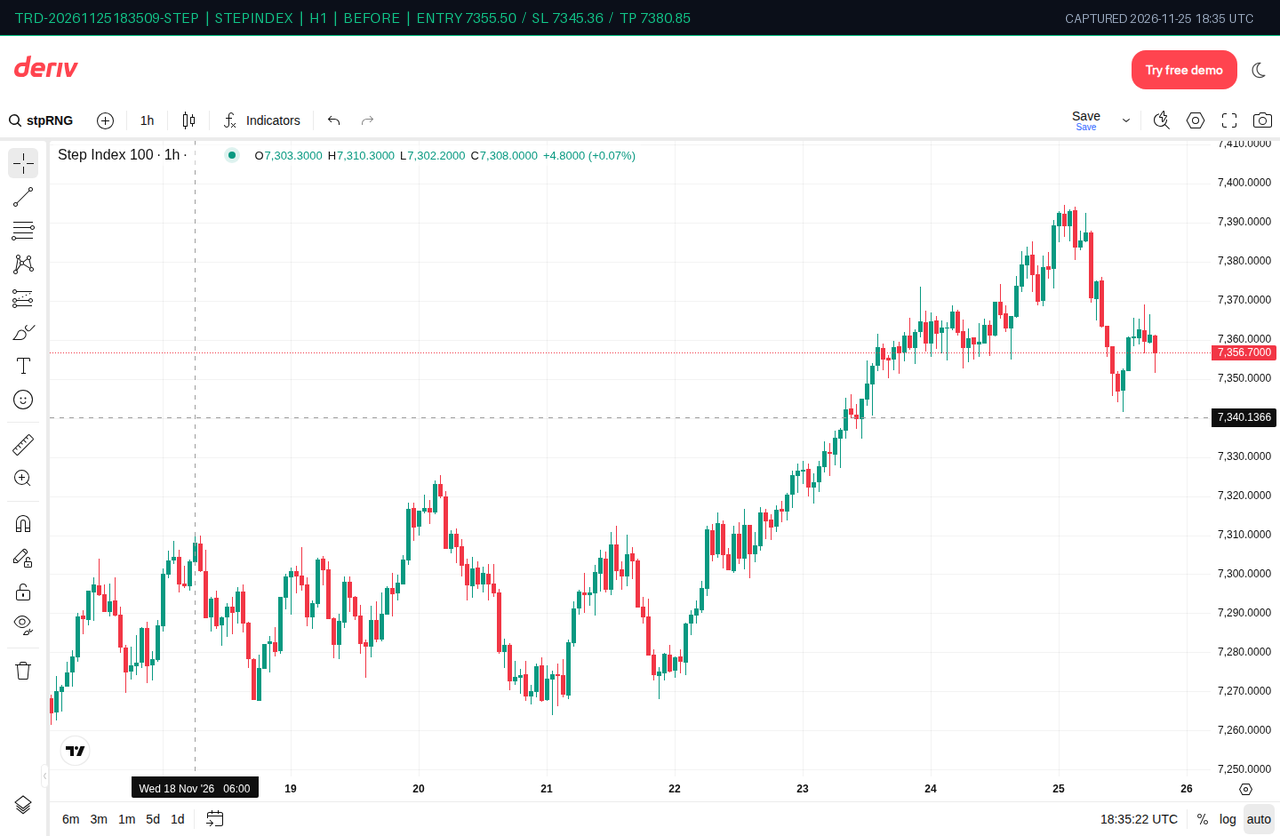 TRD-20261125183509-STEP | STEPINDEX | H1 | BEFORE | ENTRY 7355.50 / SL 7345.36 / TP 7380.85
CAPTURED 2026-11-25 18:35 UTC
deriv
Try free demo
stpRNG
1h
Indicators
Save
Save
Step Index 100 · 1h ·
O7,303.3000 H7,310.3000 L7,302.2000 C7,308.0000 +4.8000 (+0.07%)
7,410.0000
7,400.0000
7,390.0000
7,380.0000
7,370.0000
7,360.0000
7,356.7000
7,350.0000
7,340.1366
7,330.0000
7,320.0000
7,310.0000
7,300.0000
7,290.0000
7,280.0000
7,270.0000
7,260.0000
7,250.0000
Wed 18 Nov '26 06:00
19
20
21
22
23
24
25
26
6m 3m 1m 5d 1d
18:35:22 UTC
%
log
auto